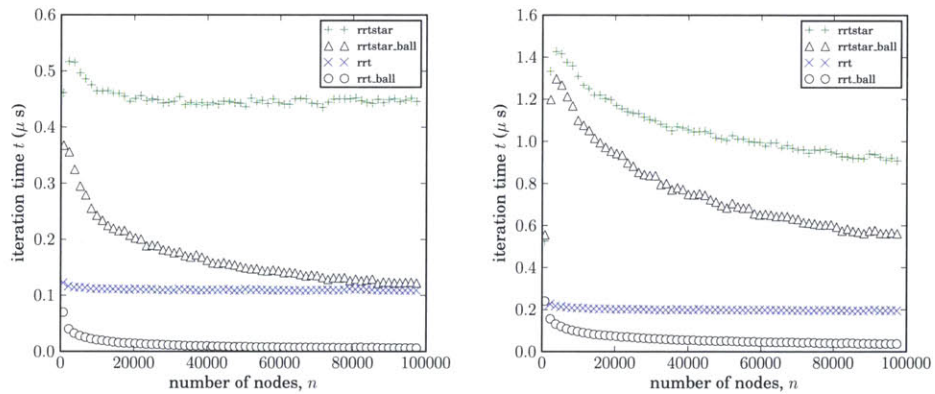 0.6
0.5
0.4
0.3
0.2
0.1
0.0
iteration time t (μ s)
0 20000 40000 60000 80000 100000
number of nodes, n
rrtstar
rrtstar_ball
rrt
rrt_ball
1.6
1.4
1.2
1.0
0.8
0.6
0.4
0.2
0.0
iteration time t (μ s)
0 20000 40000 60000 80000 100000
number of nodes, n
rrtstar
rrtstar_ball
rrt
rrt_ball